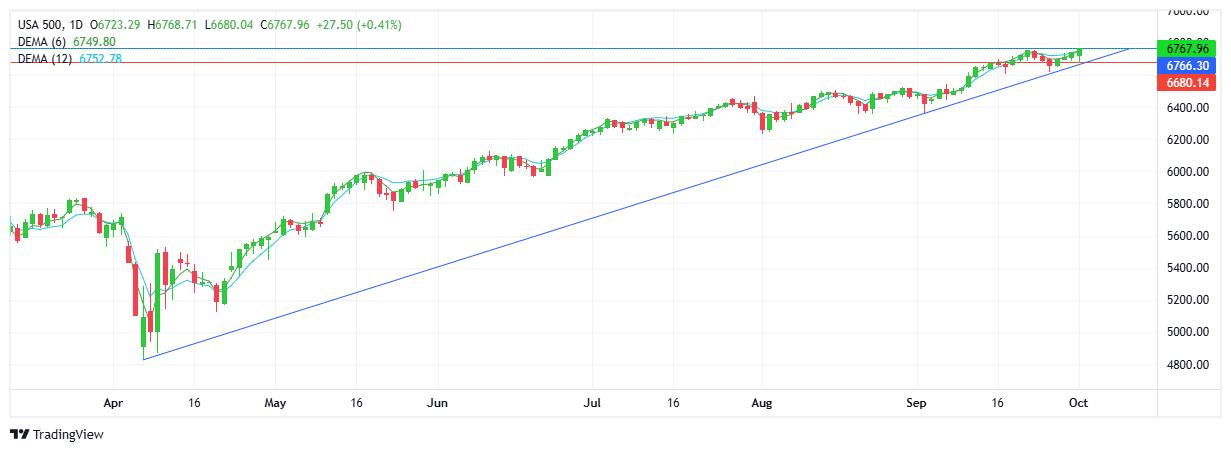 USA 500, 1D O6723.29 H6768.71 L6680.04 C6767.96 +27.50 (+0.41%)
DEMA (6) 6749.80
DEMA (12) 6752.78
7000.00
6767.96
6766.30
6680.14
6400.00
6200.00
6000.00
5800.00
5600.00
5400.00
5200.00
5000.00
4800.00
Apr 16 May 16 Jun Jul 16 Aug Sep 16 Oct
TradingView